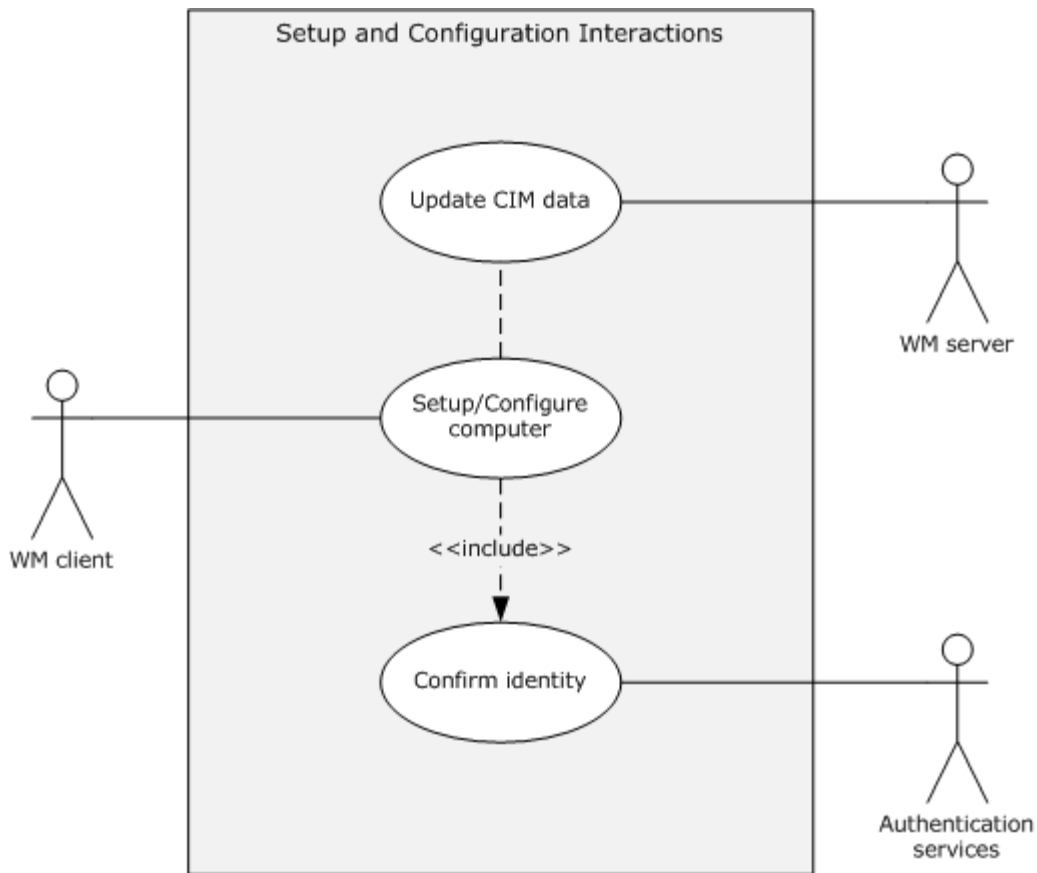 Setup and Configuration Interactions
Update CIM data
WM server
Setup/Configure
computer
WM client
<<include>>
Confirm identity
Authentication
services